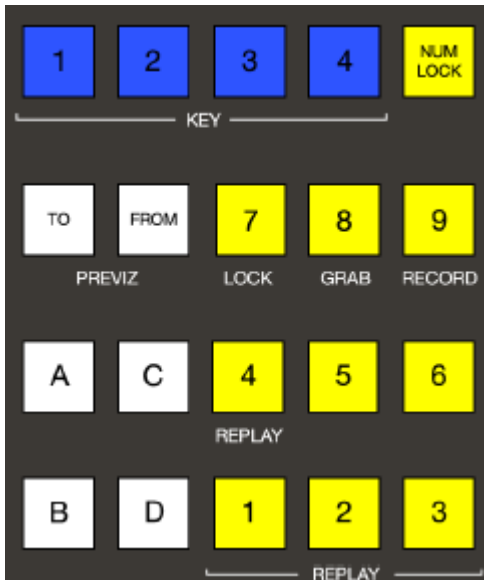 1 2 3 4 NUM LOCK
KEY
TO FROM 7 8 9
PREVIZ LOCK GRAB RECORD
A C 4 5 6
REPLAY
B D 1 2 3
REPLAY